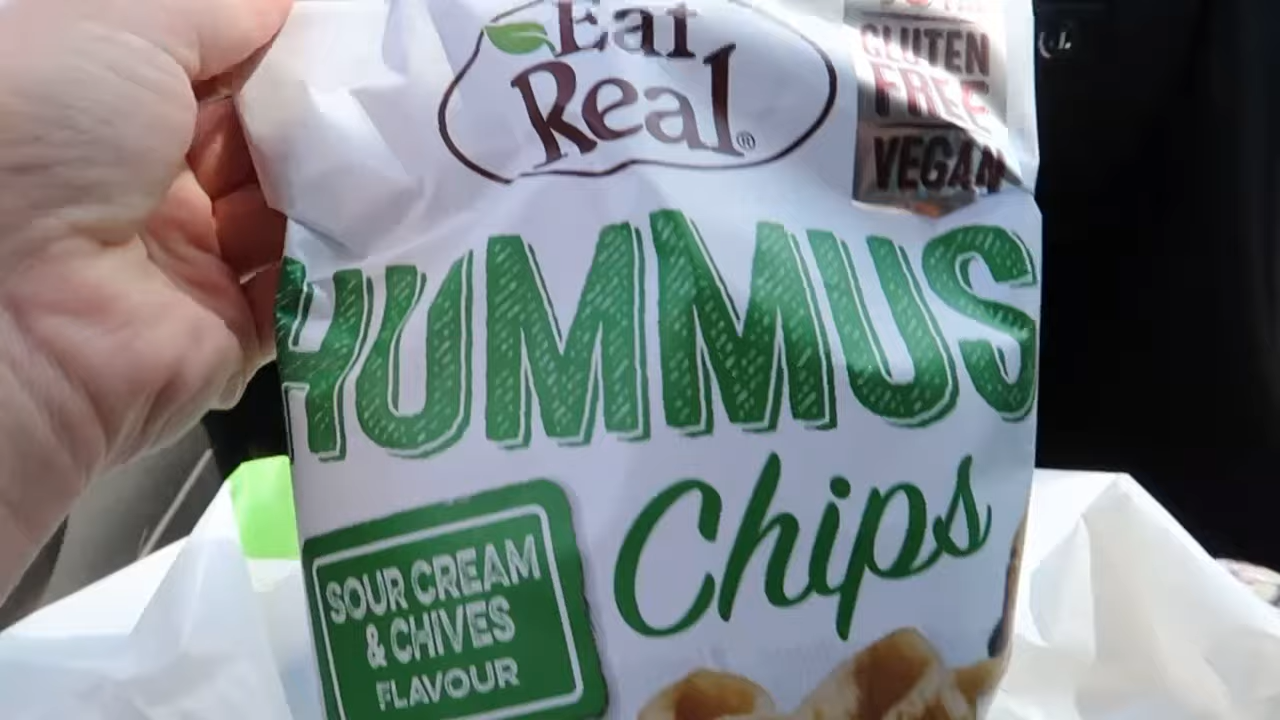 Eat
Real®
GLUTEN
FREE
VEGAN
HUMMUS
Chips
SOUR CREAM
& CHIVES
FLAVOUR